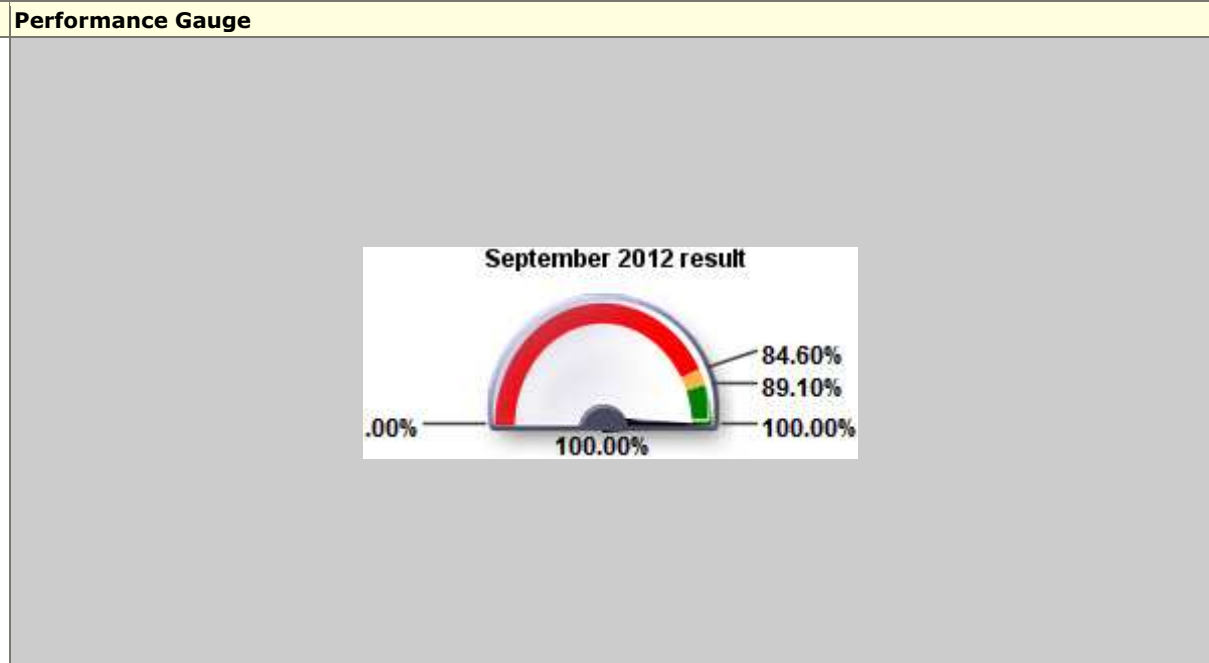 Performance Gauge
September 2012 result
84.60%
89.10%
.00%
100.00%
100.00%